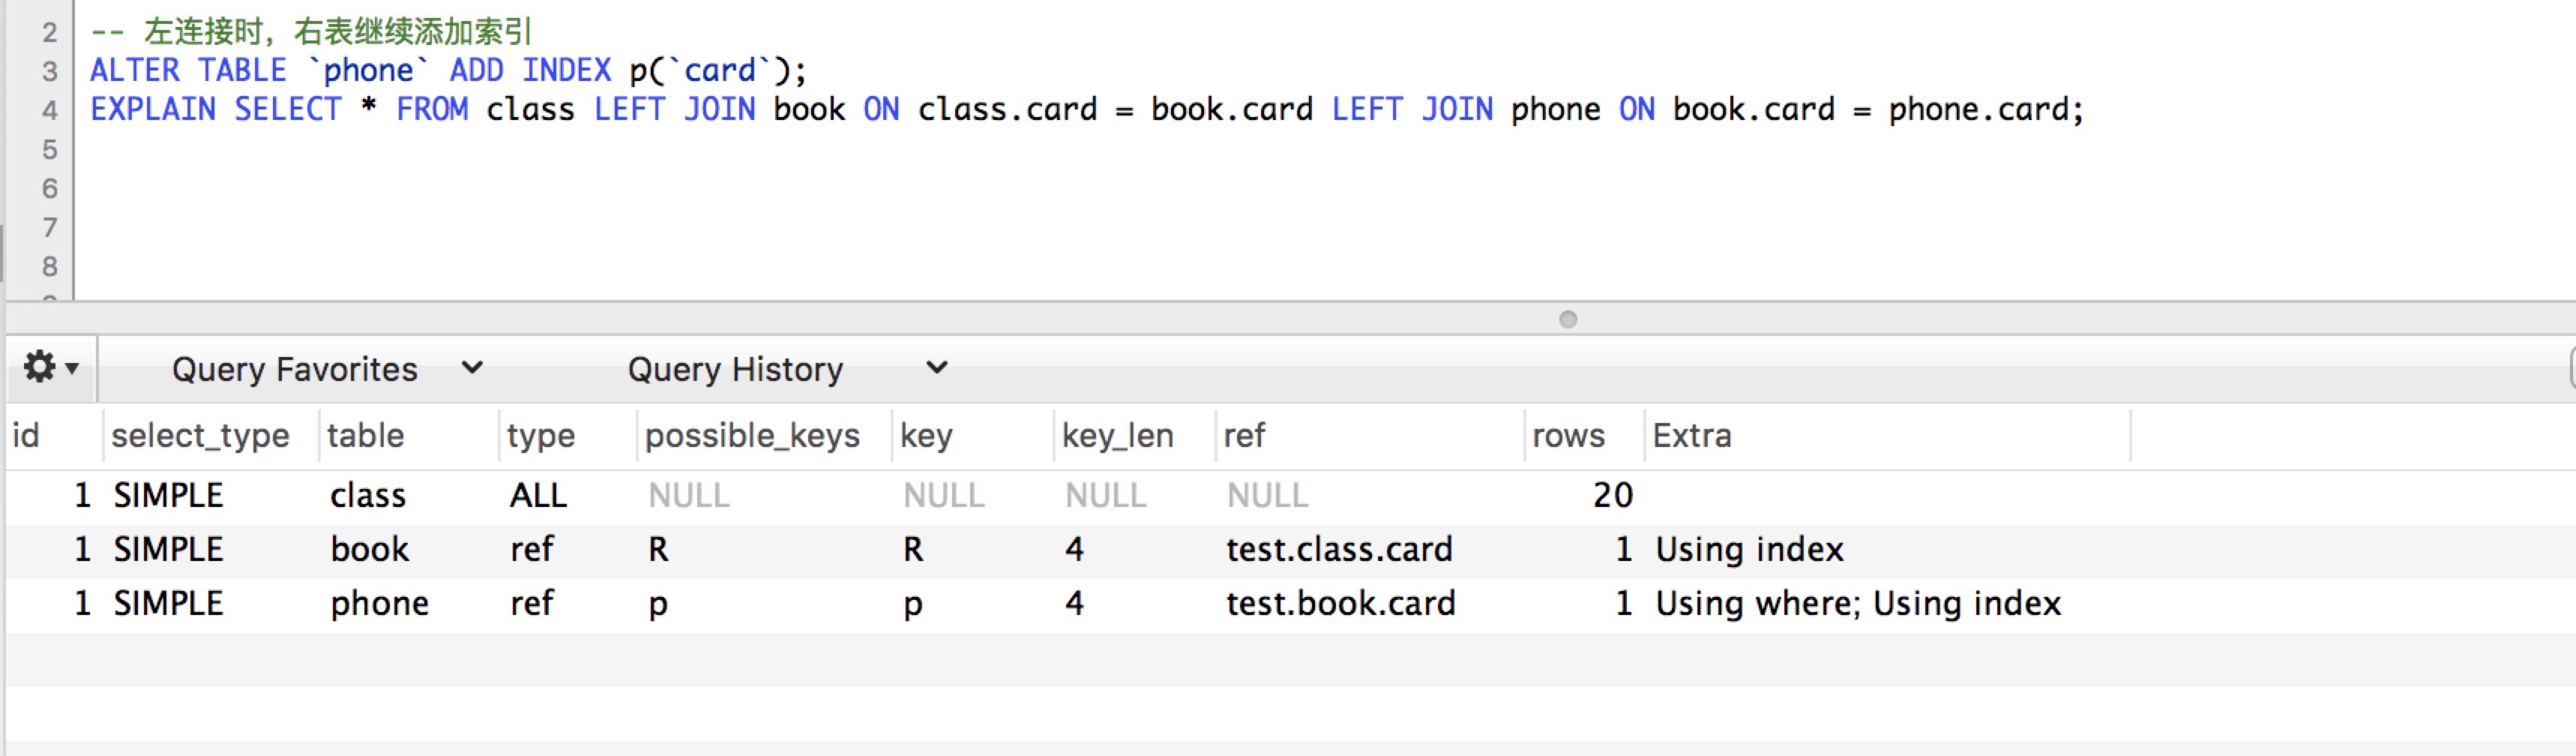 2 -- 左连接时，右表继续添加索引
3 ALTER TABLE `phone` ADD INDEX p(`card`);
4 EXPLAIN SELECT * FROM class LEFT JOIN book ON class.card = book.card LEFT JOIN phone ON book.card = phone.card;
5
6
7
8
Query Favorites Query History
id select_type table type possible_keys key key_len ref rows Extra
1 SIMPLE class ALL NULL NULL NULL NULL 20
1 SIMPLE book ref R R 4 test.class.card 1 Using index
1 SIMPLE phone ref p p 4 test.book.card 1 Using where; Using index